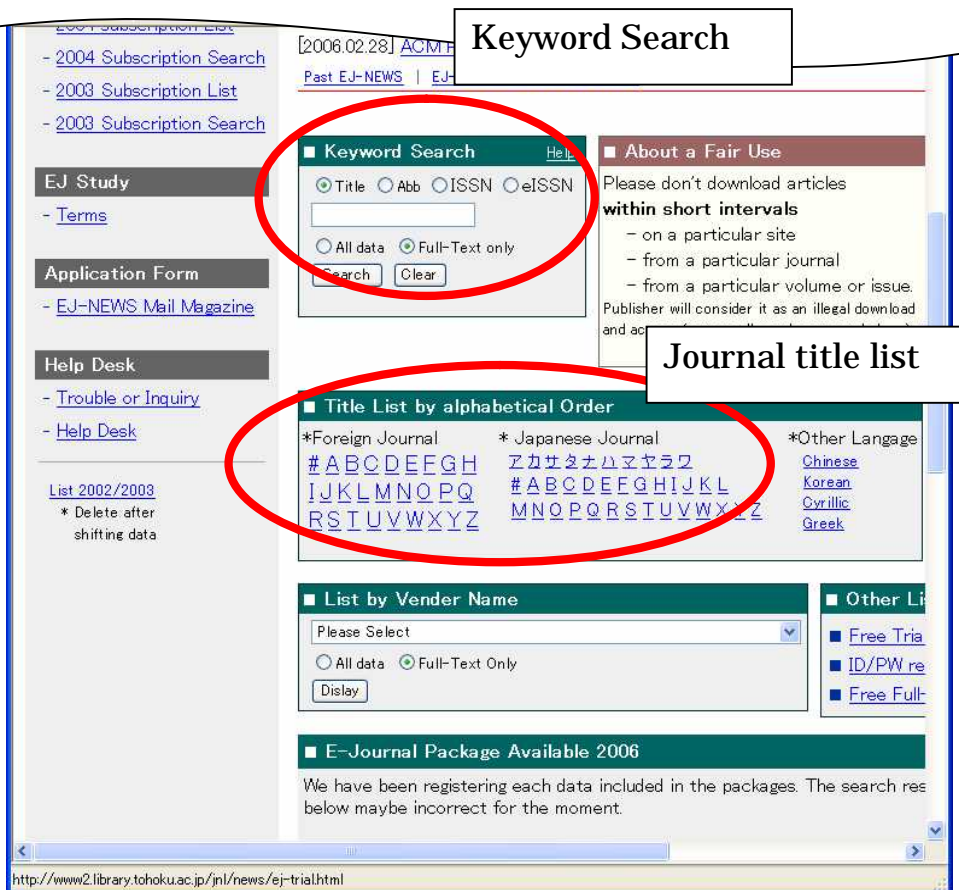 2004 Subscription List
- 2004 Subscription Search
- 2003 Subscription List
- 2003 Subscription Search
EJ Study
- Terms
Application Form
- EJ-NEWS Mail Magazine
Help Desk
- Trouble or Inquiry
- Help Desk
List 2002/2003
* Delete after
shifting data
Keyword Search
[2006.02.28] ACM
Past EJ-NEWS | EJ-
■ Keyword Search Help
Title Abb ISSN eISSN
All data Full-Text only
Search Clear
■ About a Fair Use
Please don't download articles
within short intervals
- on a particular site
- from a particular journal
- from a particular volume or issue.
Publisher will consider it as an illegal download
and
Journal title list
■ Title List by alphabetical Order
*Foreign Journal
# A B C D E F G H
I J K L M N O P Q
R S T U V W X Y Z
* Japanese Journal
ア カ サ タ ナ ハ マ ヤ ラ ワ
# A B C D E F G H I J K L
M N O P Q R S T U V W X Y Z
*Other Langage
Chinese
Korean
Cyrillic
Greek
■ List by Vender Name
Please Select
All data Full-Text Only
Dislay
■ Other Li
■ Free Tria
■ ID/PW re
■ Free Full-
■ E-Journal Package Available 2006
We have been registering each data included in the packages. The search res
below maybe incorrect for the moment.
http://www2.library.tohoku.ac.jp/jnl/news/ej-trial.html